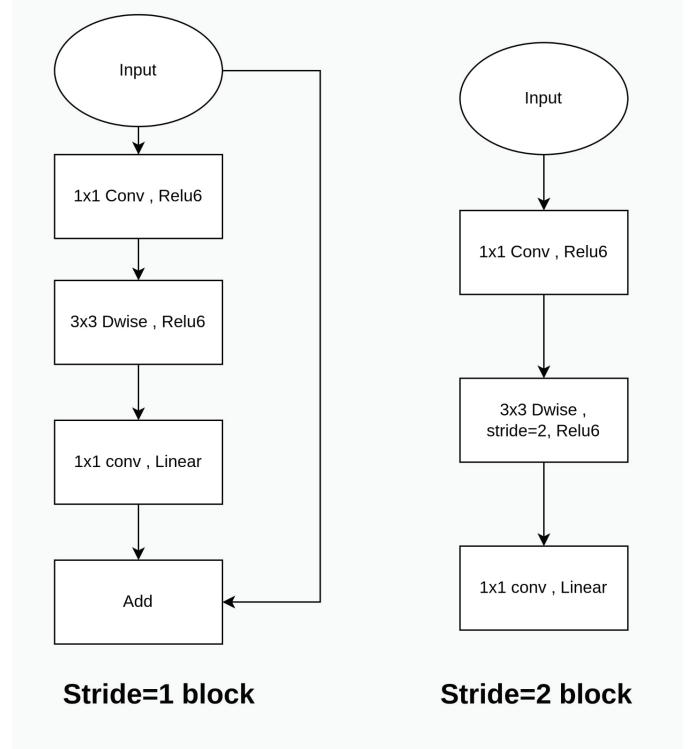 Input
1x1 Conv , Relu6
3x3 Dwise , Relu6
1x1 conv , Linear
Add
Stride=1 block
Input
1x1 Conv , Relu6
3x3 Dwise ,
stride=2, Relu6
1x1 conv , Linear
Stride=2 block